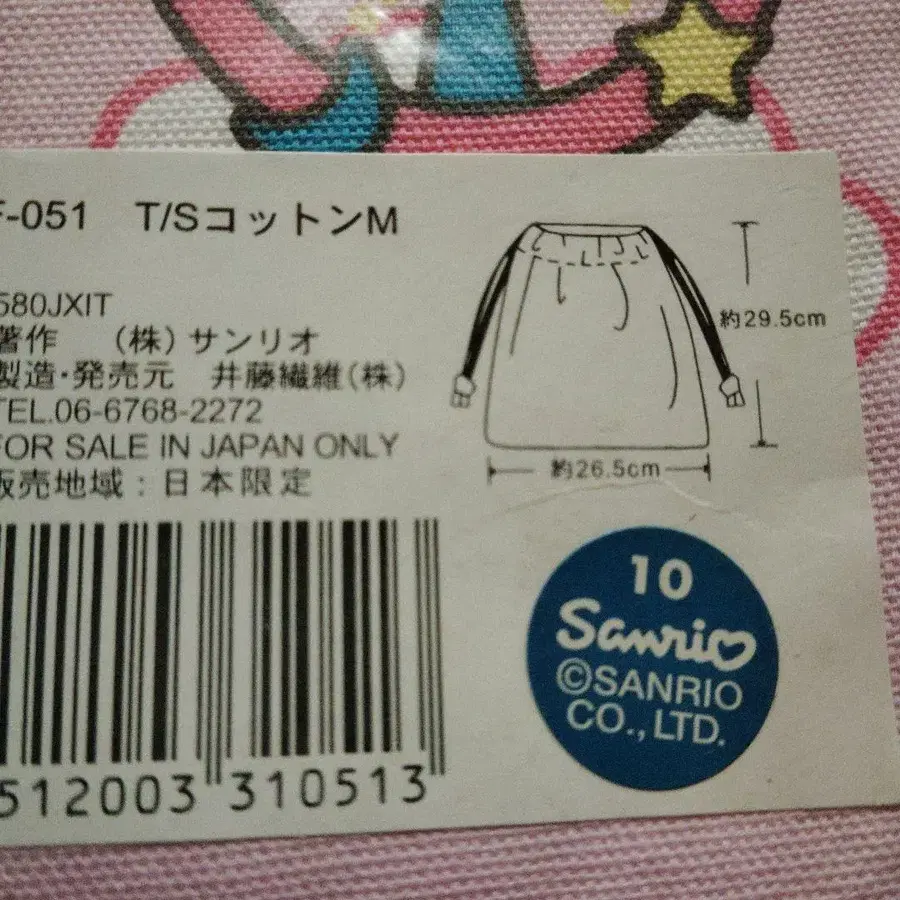 F-051 T/SコットンM
580JXIT
著作 (株)サンリオ
製造・発売元 井藤繊維(株)
TEL.06-6768-2272
FOR SALE IN JAPAN ONLY
販売地域:日本限定
512003 310513
約29.5cm
約26.5cm
10
Sanrio
©SANRIO
CO.,LTD.